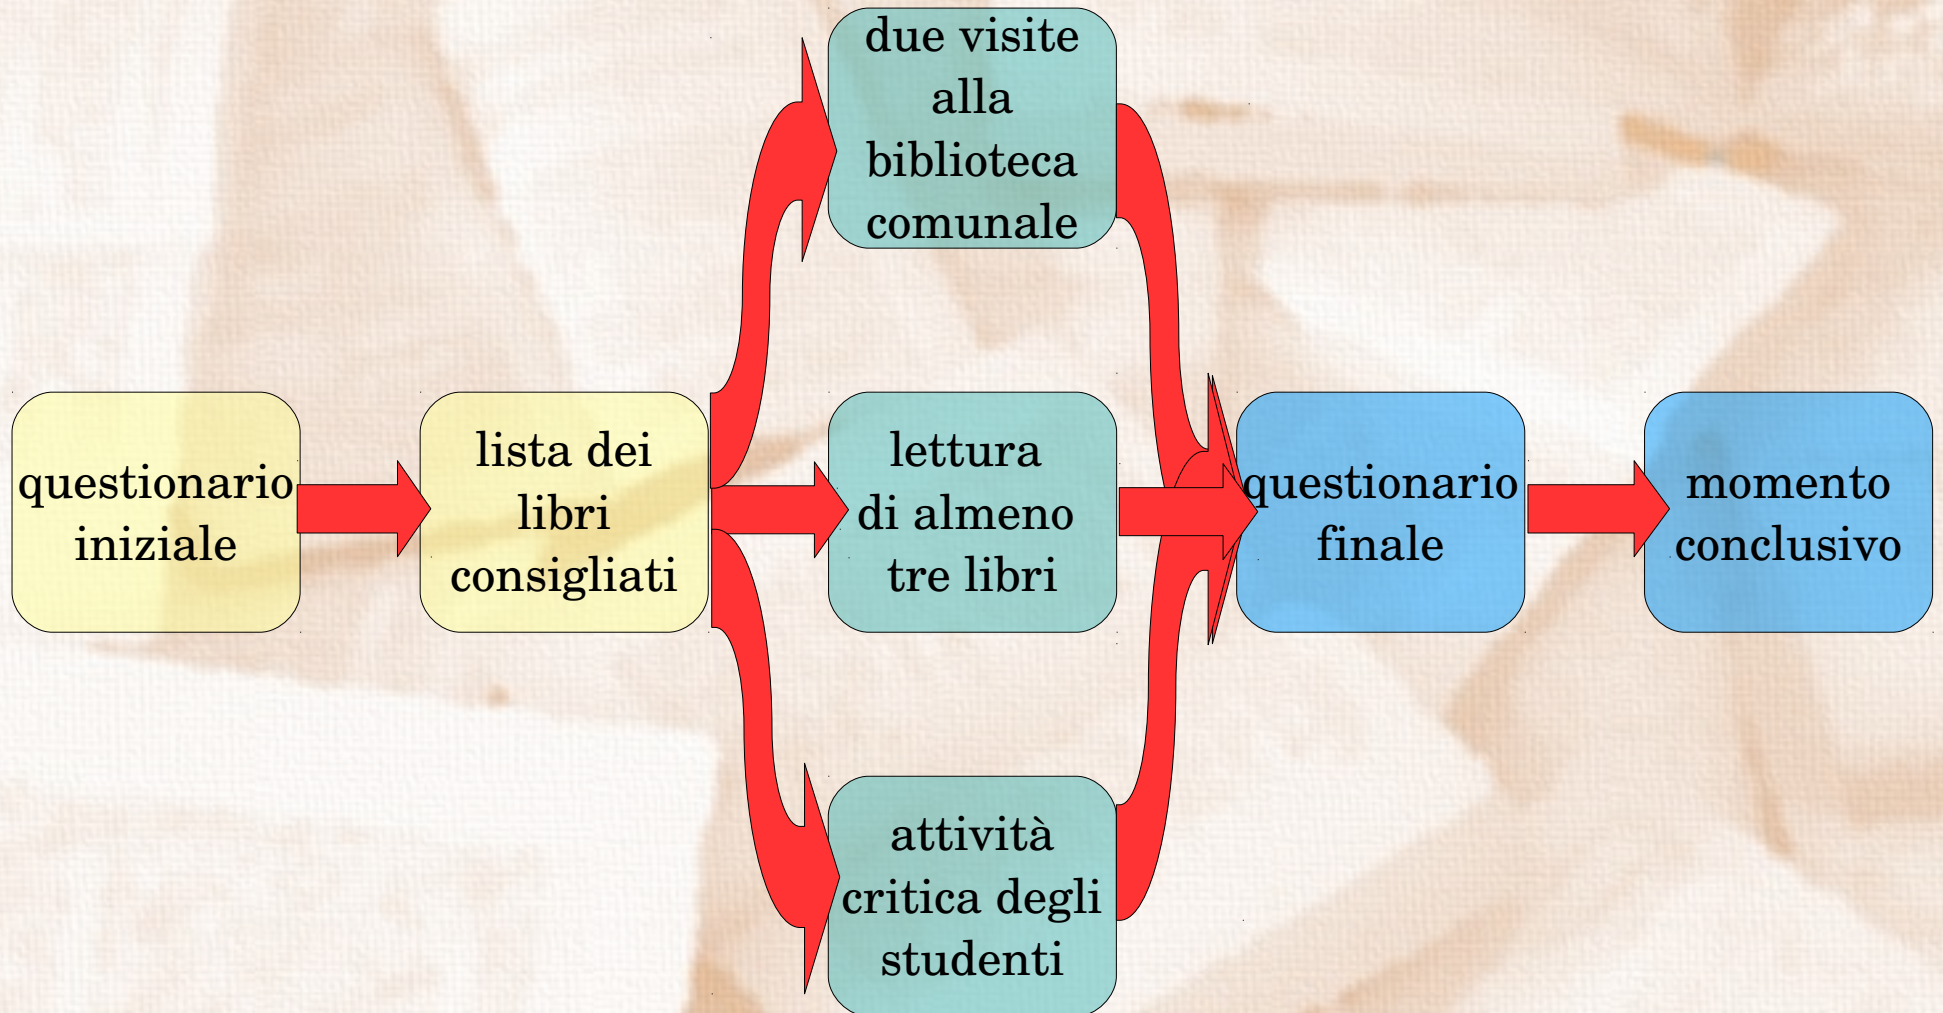 questionario
iniziale
lista dei
libri
consigliati
due visite
alla
biblioteca
comunale
lettura
di almeno
tre libri
attività
critica degli
studenti
questionario
finale
momento
conclusivo